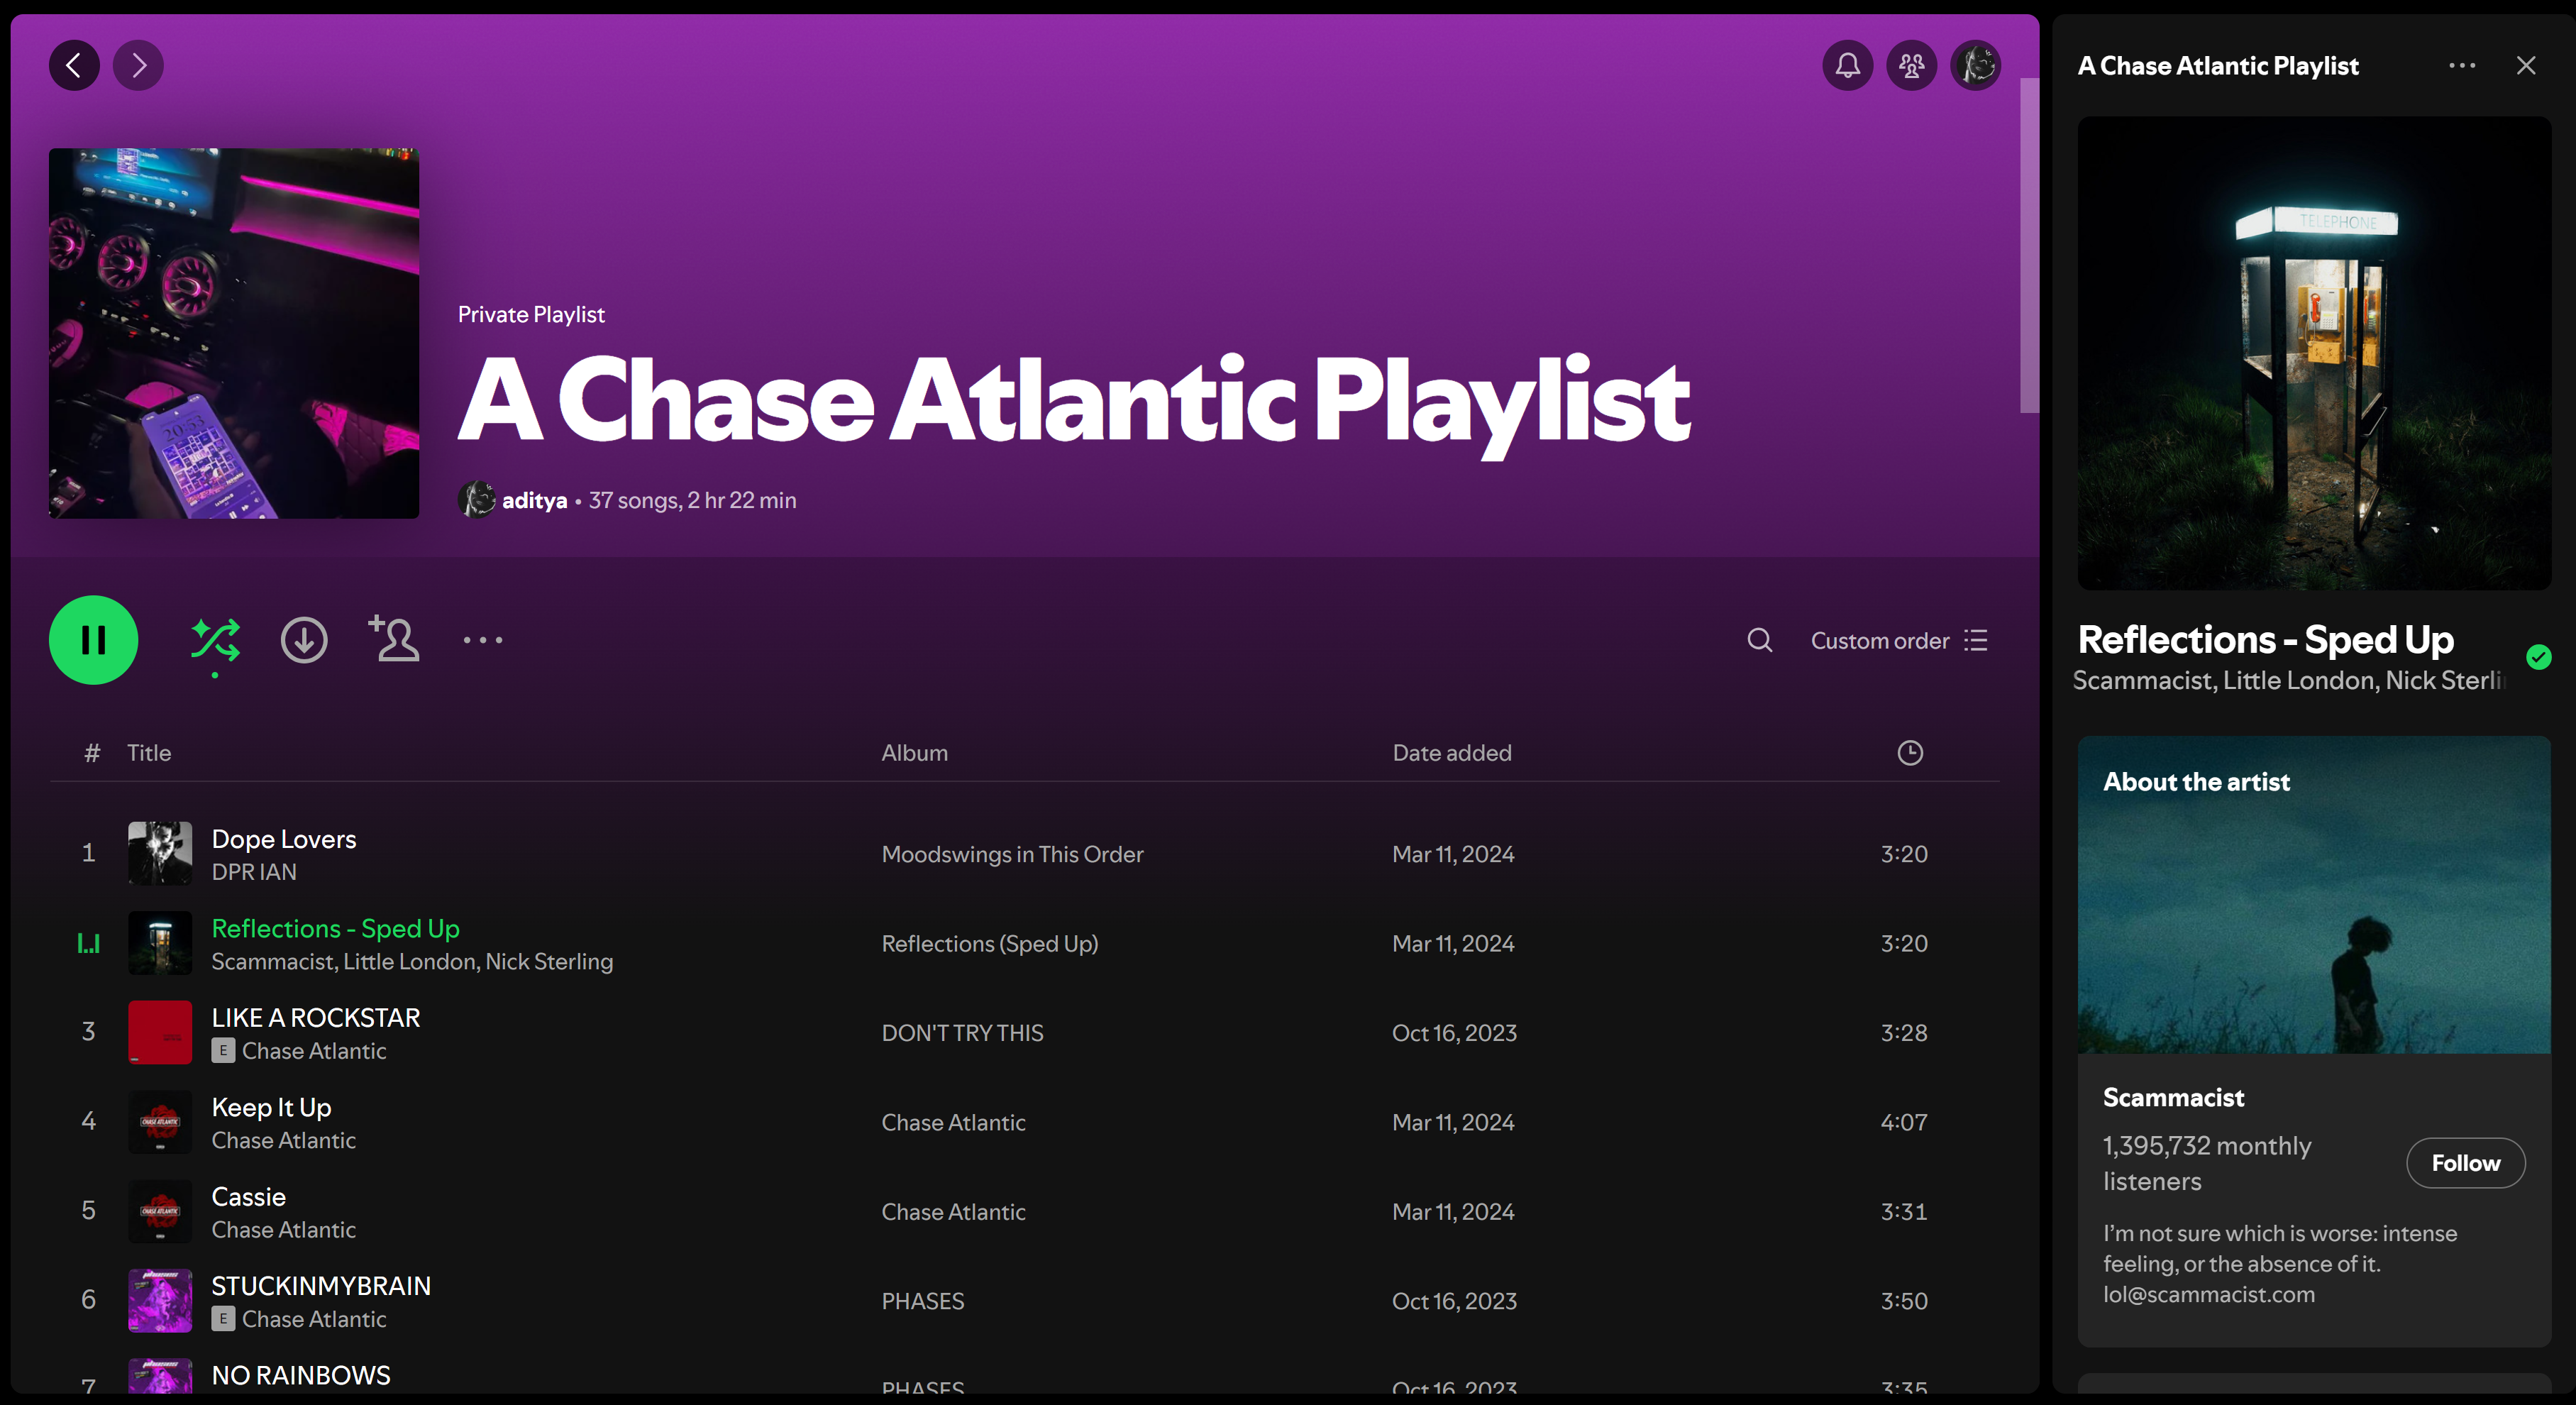 A Chase Atlantic Playlist
TELEPHONE
20:53
Private Playlist
A Chase Atlantic Playlist
aditya • 37 songs, 2 hr 22 min
Custom order
# Title Album Date added
1 Dope Lovers Moodswings in This Order Mar 11, 2024 3:20
DPR IAN
Reflections - Sped Up Reflections (Sped Up) Mar 11, 2024 3:20
Scammacist, Little London, Nick Sterling
3 LIKE A ROCKSTAR DON'T TRY THIS Oct 16, 2023 3:28
E Chase Atlantic
4 Keep It Up Chase Atlantic Mar 11, 2024 4:07
Chase Atlantic
CHASE ATLANTIC
5 Cassie Chase Atlantic Mar 11, 2024 3:31
Chase Atlantic
CHASE ATLANTIC
6 STUCKINMYBRAIN PHASES Oct 16, 2023 3:50
E Chase Atlantic
7 NO RAINBOWS PHASES Oct 16, 2023 3:35
Reflections - Sped Up
Scammacist, Little London, Nick Sterli
About the artist
Scammacist
1,395,732 monthly
listeners
Follow
I'm not sure which is worse: intense
feeling, or the absence of it.
lol@scammacist.com